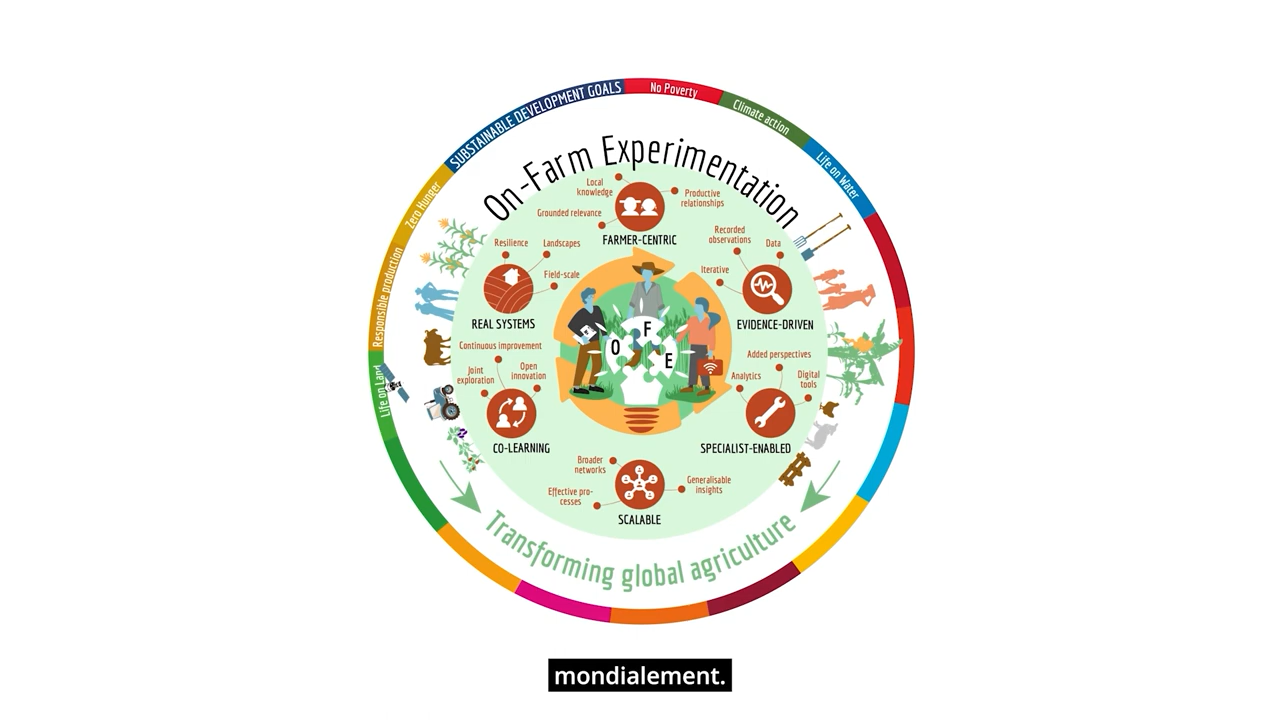 SUBSTAINABLE DEVELOPMENT GOALS
No Poverty
Climate action
Life on Water
Zero Hunger
Responsible production
Life on Land
On-Farm Experimentation
Local
knowledge
Productive
relationships
Grounded relevance
FARMER-CENTRIC
Resilience
Landscapes
Field-scale
REAL SYSTEMS
Recorded
observations
Data
Iterative
EVIDENCE-DRIVEN
O
F
E
Continuous improvement
Joint
exploration
Open
innovation
CO-LEARNING
Added perspectives
Analytics
Digital
tools
SPECIALIST-ENABLED
Broader
networks
Effective pro-
cesses
Generalisable
insights
SCALABLE
Transforming global agriculture
mondialement.